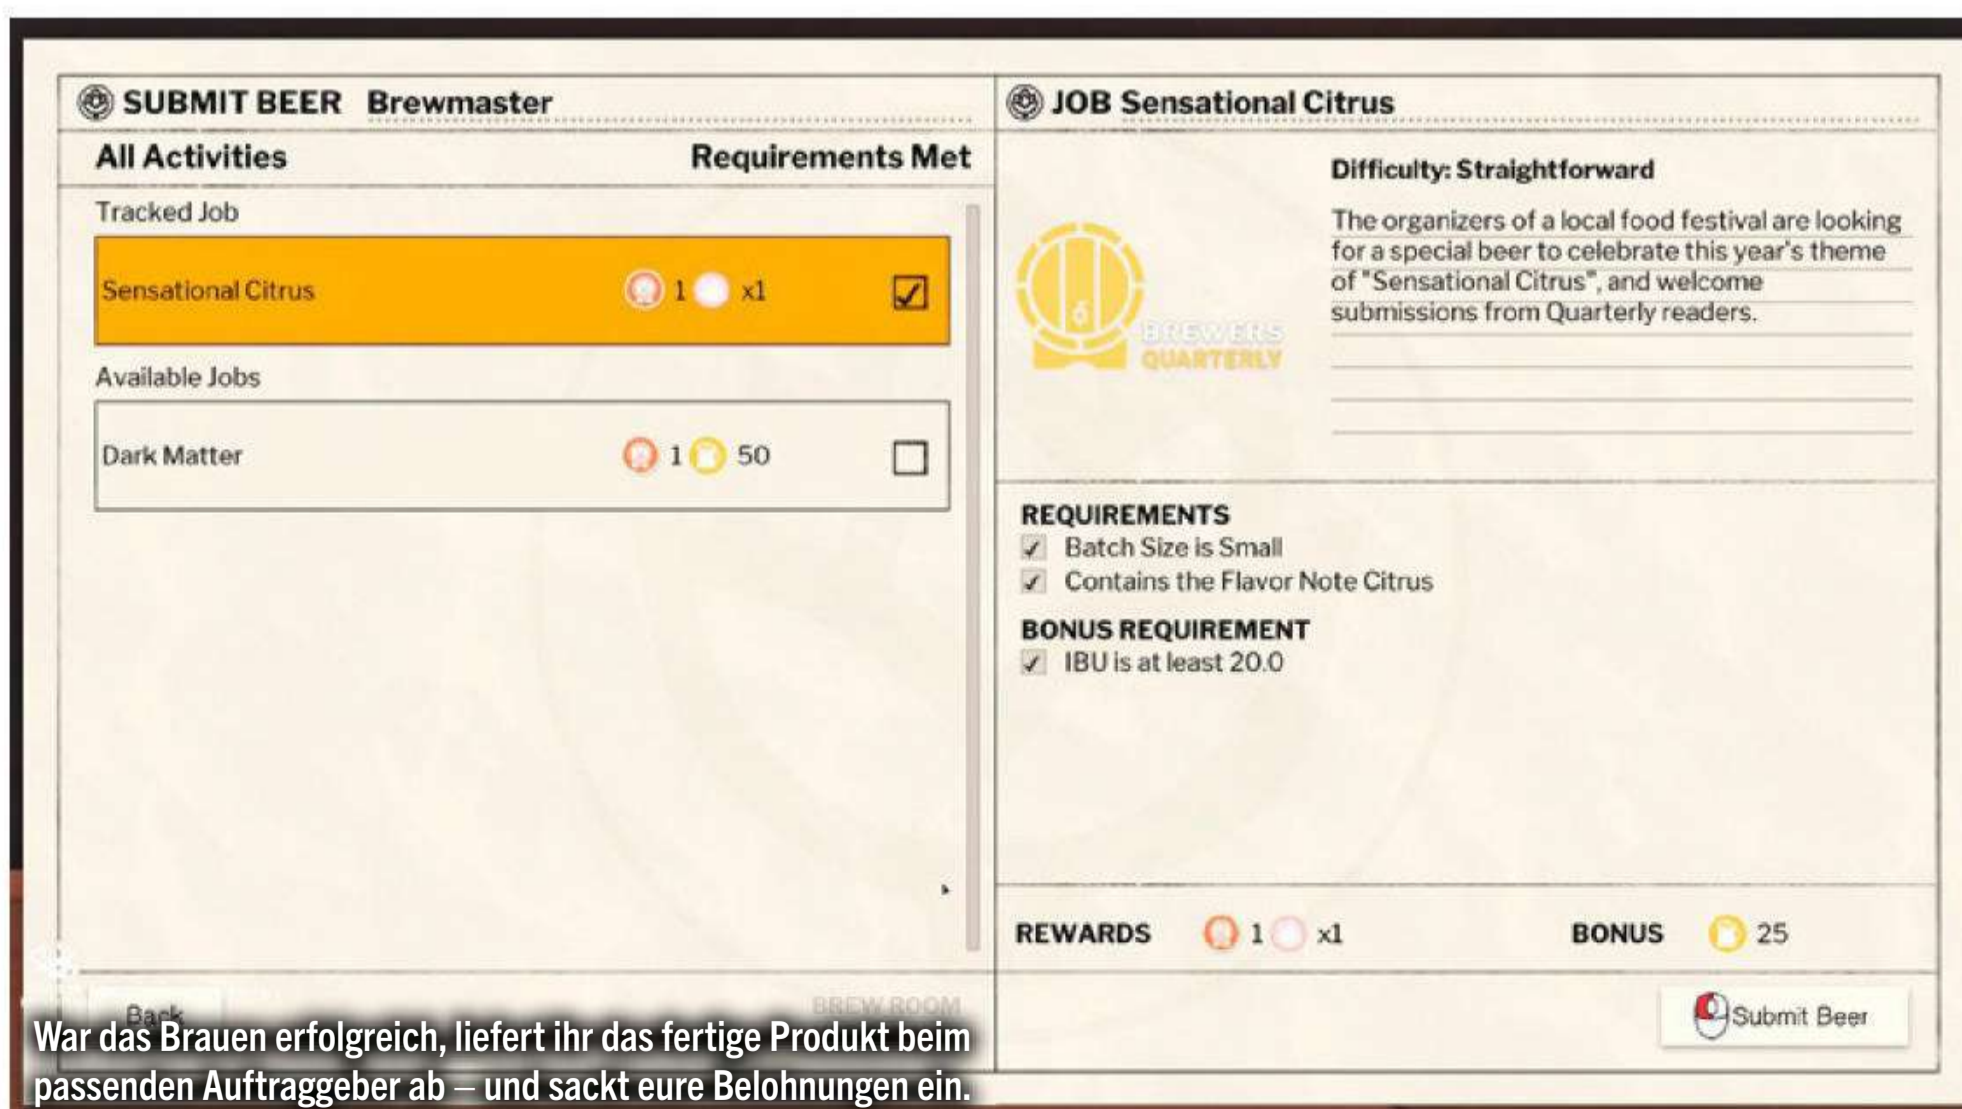 SUBMIT BEER Brewmaster
All Activities Requirements Met
Tracked Job
Sensational Citrus 1 x1
Available Jobs
Dark Matter 1 50
Back BREW ROOM
JOB Sensational Citrus
Difficulty: Straightforward
The organizers of a local food festival are looking
for a special beer to celebrate this year's theme
of "Sensational Citrus", and welcome
submissions from Quarterly readers.
BREWERS
QUARTERLY
REQUIREMENTS
Batch Size is Small
Contains the Flavor Note Citrus
BONUS REQUIREMENT
IBU is at least 20.0
REWARDS 1 x1 BONUS 25
Submit Beer
War das Brauen erfolgreich, liefert ihr das fertige Produkt beim
passenden Auftraggeber ab – und sackt eure Belohnungen ein.